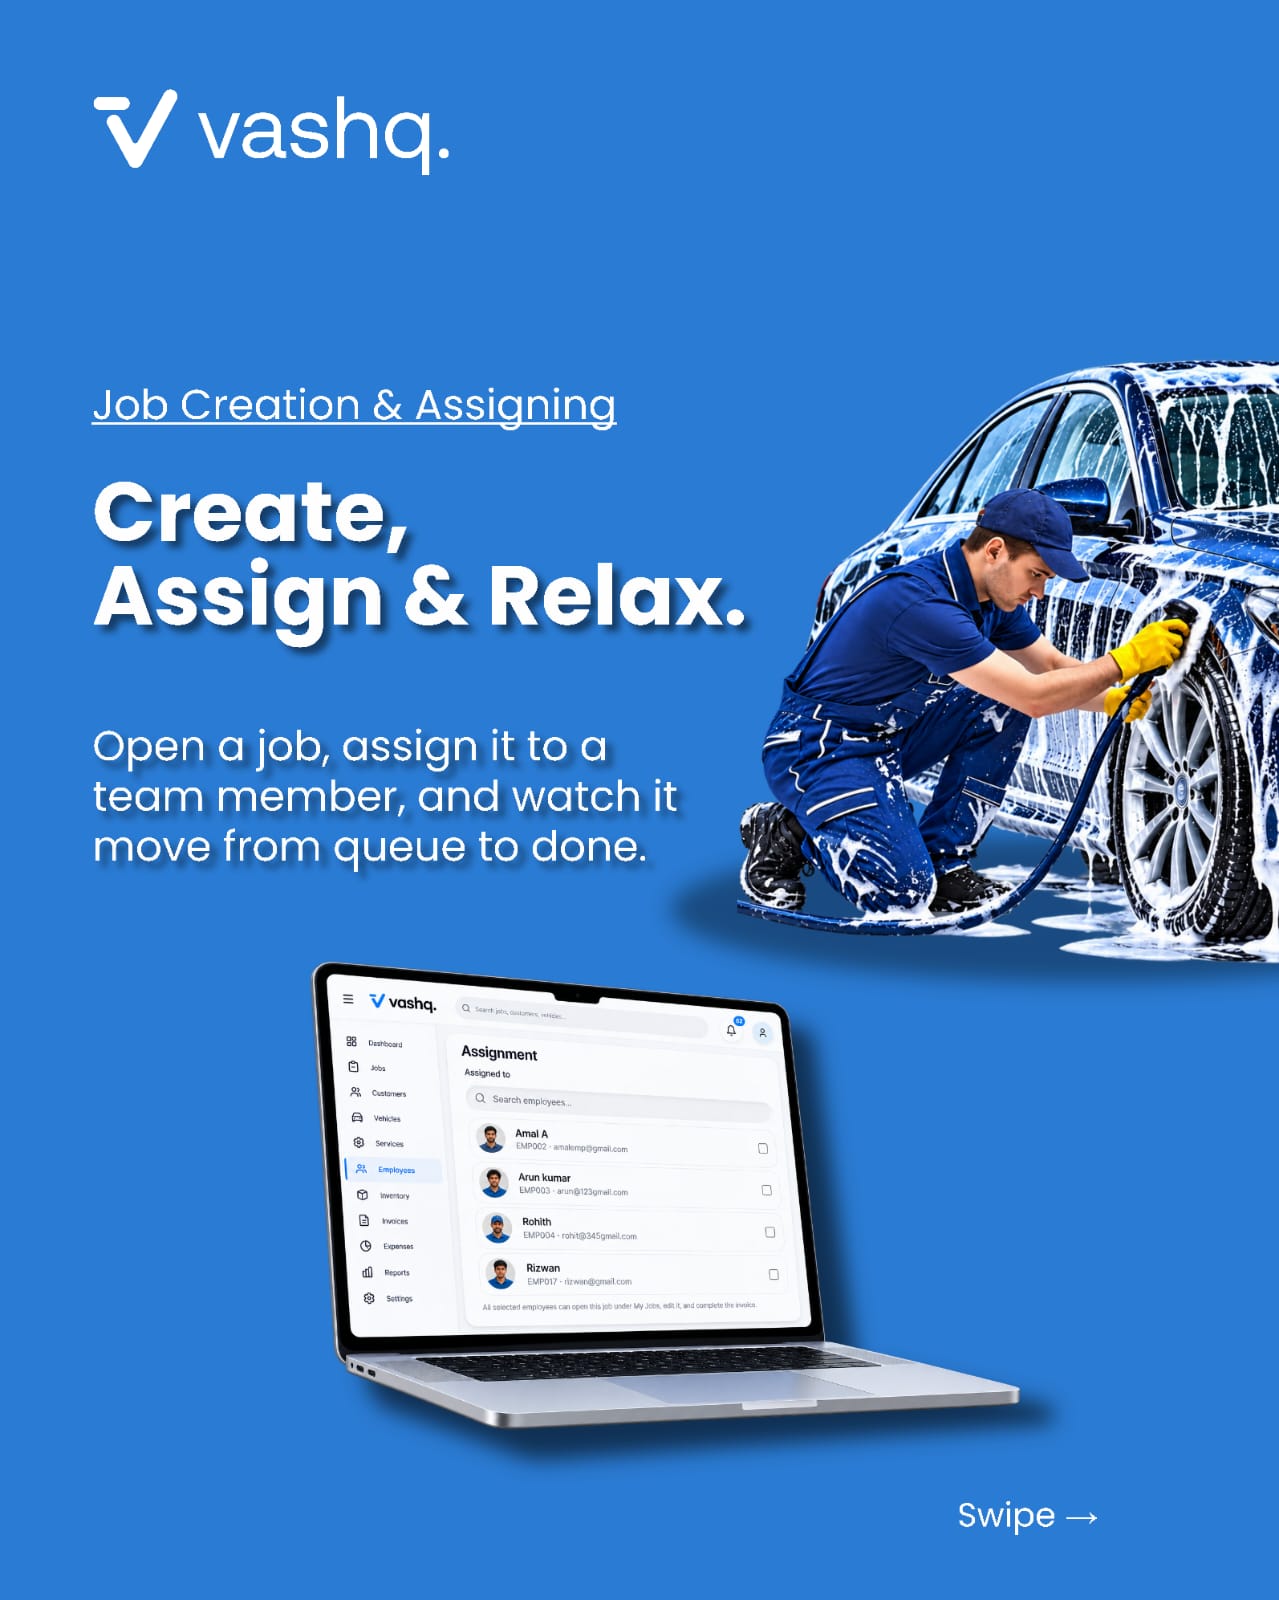 vashq.
Job Creation & Assigning
Create,
Assign & Relax.
Open a job, assign it to a
team member, and watch it
move from queue to done.
vashq.
Search jobs, customers, vehicles...
Dashboard
Jobs
Customers
Vehicles
Services
Employees
Inventory
Invoices
Expenses
Reports
Settings
Assignment
Assigned to
Search employees...
Amal A
EMP002 · amalemp@gmail.com
Arun kumar
EMP003 · arun@123gmail.com
Rohith
EMP004 · rohit@345gmail.com
Rizwan
EMP017 · rizwan@gmail.com
All selected employees can open this job under My Jobs, edit it, and complete the invoice.
Swipe →